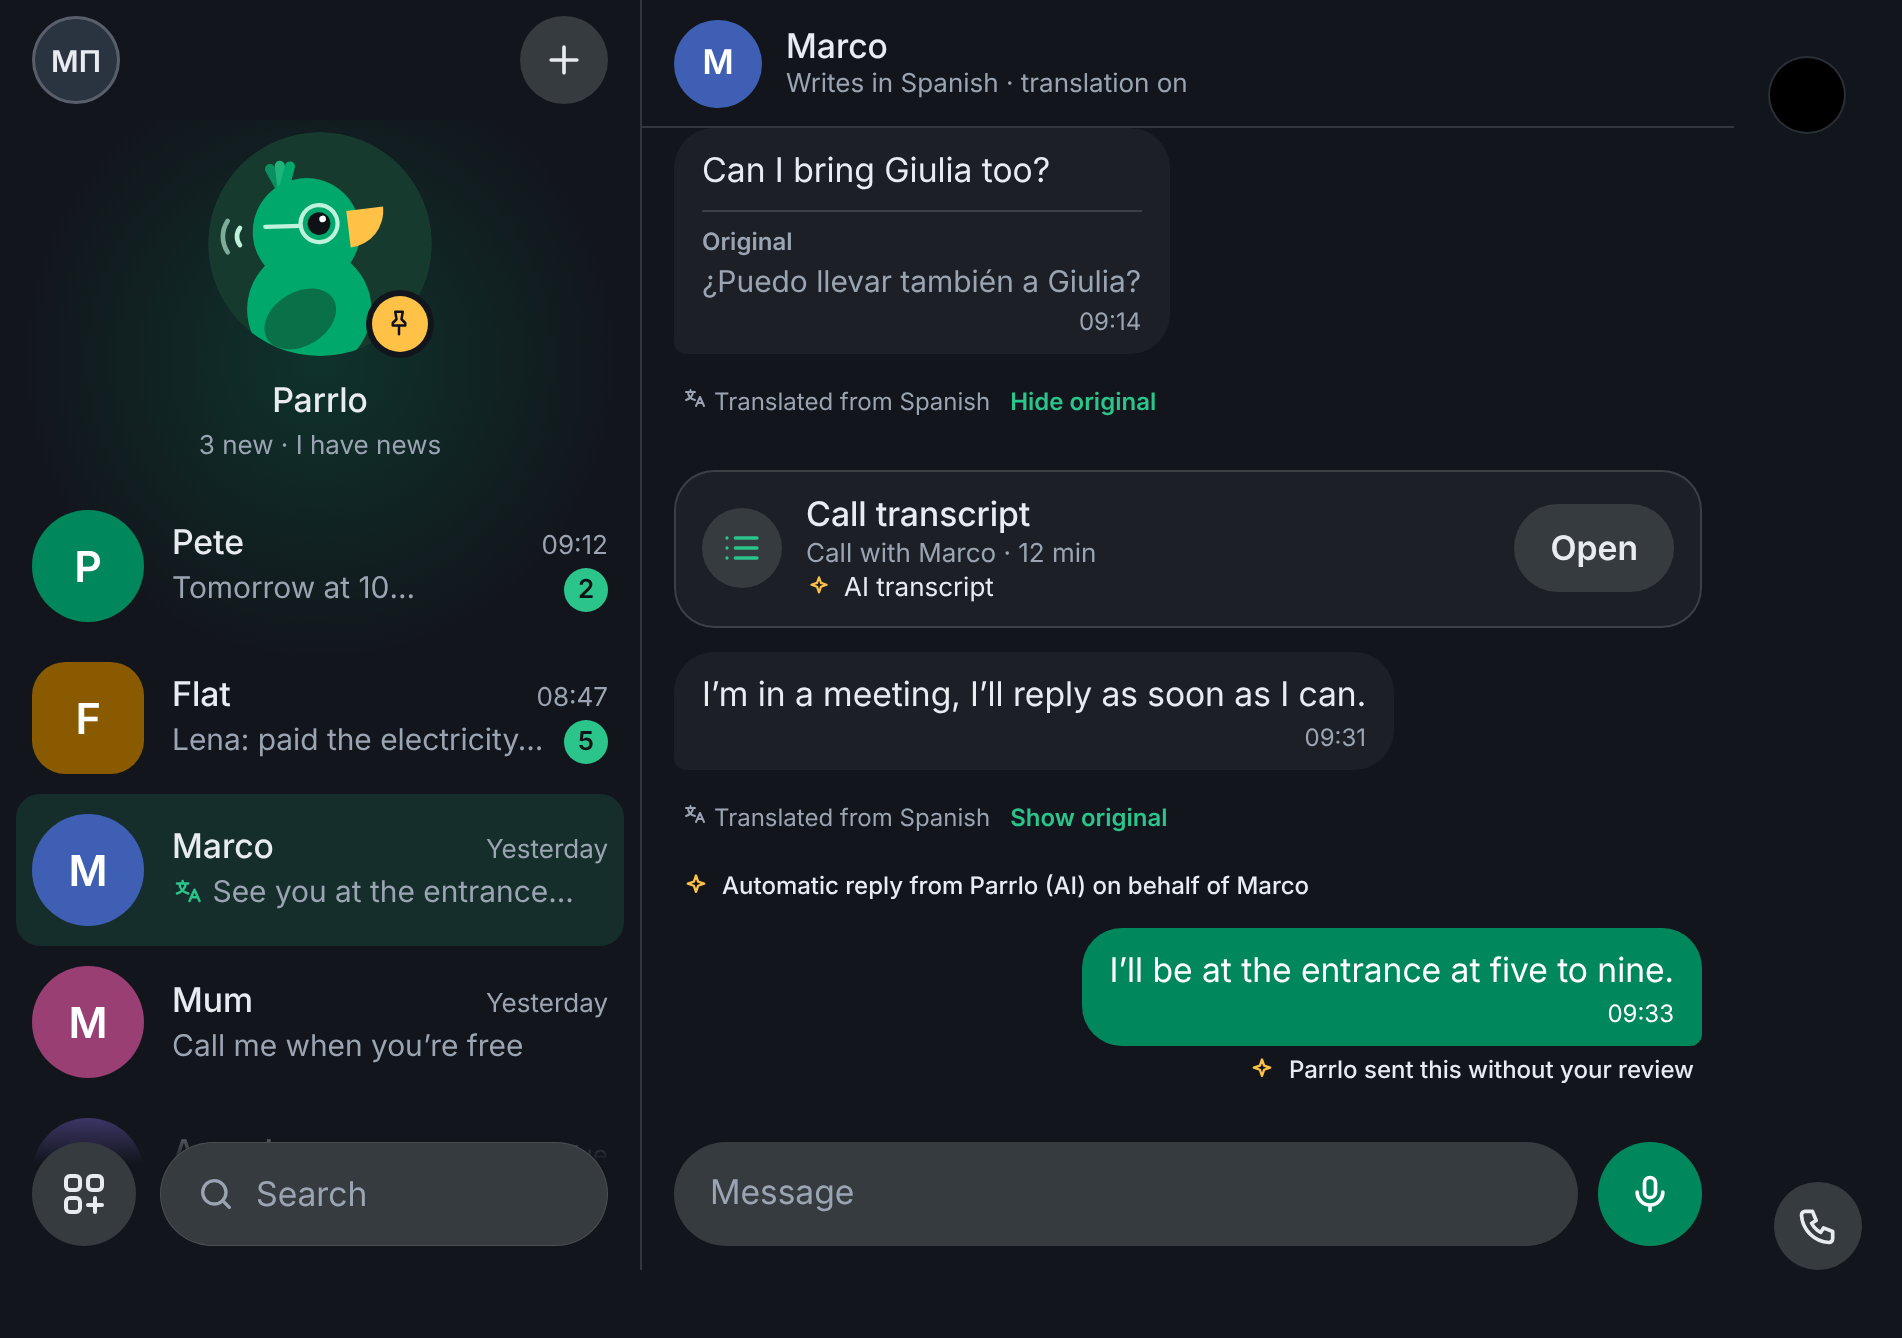 МП
Parrlo
3 new · I have news
P
Pete
09:12
Tomorrow at 10...
2
F
Flat
08:47
Lena: paid the electricity...
5
M
Marco
Yesterday
See you at the entrance...
M
Mum
Yesterday
Call me when you’re free
Search
M
Marco
Writes in Spanish · translation on
Can I bring Giulia too?
Original
¿Puedo llevar también a Giulia?
09:14
Translated from Spanish Hide original
Call transcript
Call with Marco · 12 min
AI transcript
Open
I’m in a meeting, I’ll reply as soon as I can.
09:31
Translated from Spanish Show original
Automatic reply from Parrlo (AI) on behalf of Marco
I’ll be at the entrance at five to nine.
09:33
Parrlo sent this without your review
Message